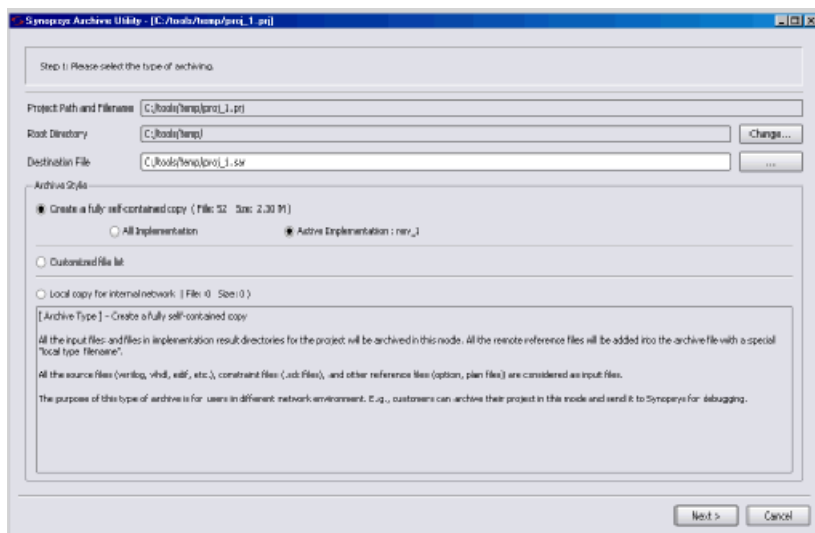 Synopsys Archive Utility - [C:/tools/temp/proj_1.prj]
Step 1: Please select the type of archiving.
Project Path and Filename C:/tools/temp/proj_1.prj
Root Directory C:/tools/temp/ Change...
Destination File C:/tools/temp/proj_1.sar ...
Archive Style
Create a fully self-contained copy ( File: 52 Size: 2.30 M )
All Implementation Active Implementation : rev_1
Customized file list
Local copy for internal network ( File: 0 Size: 0 )
[ Archive Type ] - Create a fully self-contained copy
All the input files and files in implementation result directories for the project will be archived in this mode. All the remote reference files will be added into the archive file with a special
"local type filename".
All the source files (verilog, vhdl, edif, etc.), constraint files (.sdc files), and other reference files (option, plan files) are considered as input files.
The purpose of this type of archive is for users in different network environment. E.g., customers can archive their project in this mode and send it to Synopsys for debugging.
Next > Cancel